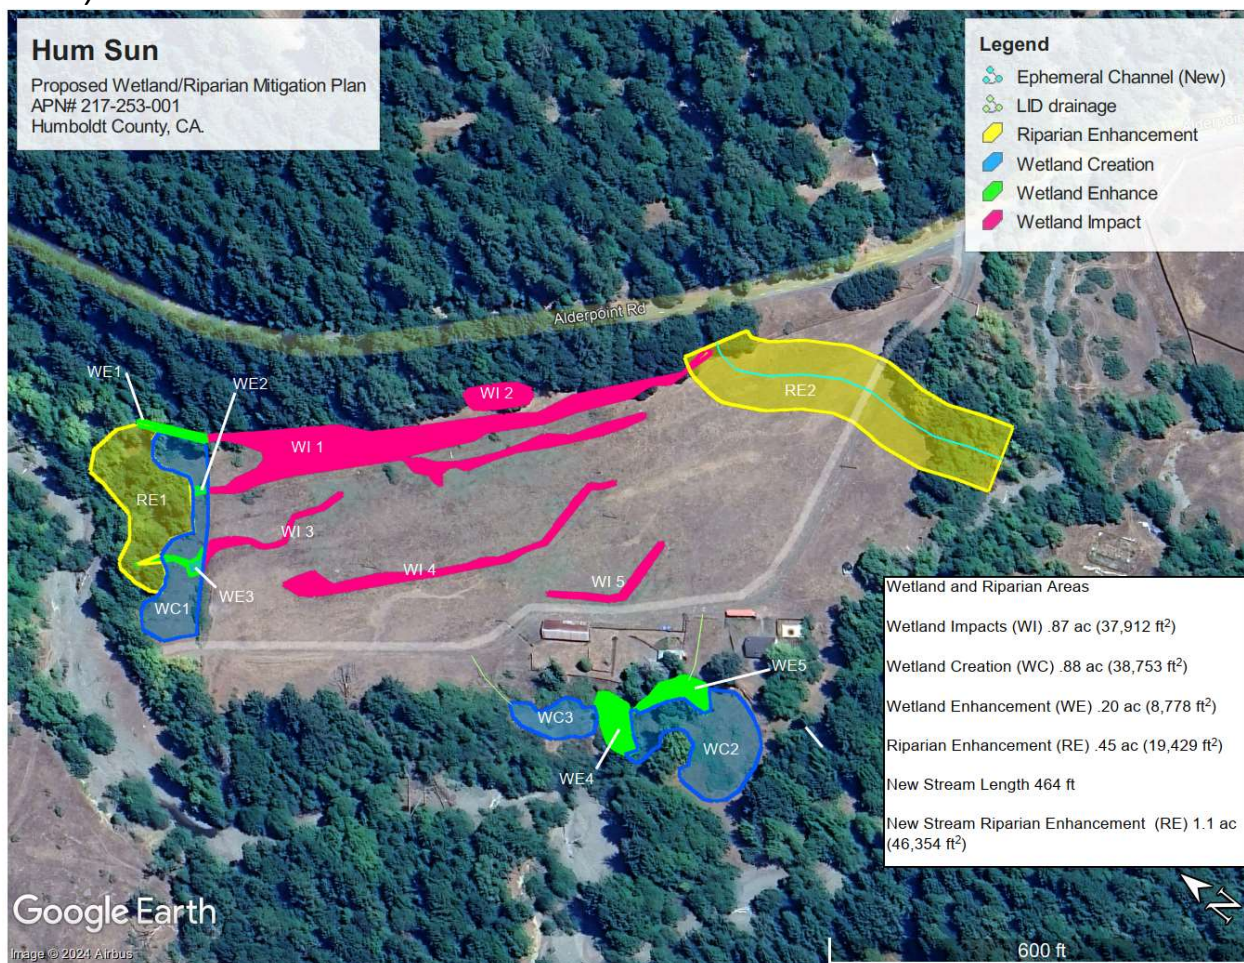 Hum Sun
Proposed Wetland/Riparian Mitigation Plan
APN# 217-253-001
Humboldt County, CA.
Legend
Ephemeral Channel (New)
LID drainage
Riparian Enhancement
Wetland Creation
Wetland Enhance
Wetland Impact
Alderpoint Rd
WE1
WE2
WI 2
RE2
WI 1
RE1
WI 3
WI 4
WE3
WI 5
WC1
WE5
WC3
WC2
WE4
Wetland and Riparian Areas
Wetland Impacts (WI) .87 ac (37,912 ft²)
Wetland Creation (WC) .88 ac (38,753 ft²)
Wetland Enhancement (WE) .20 ac (8,778 ft²)
Riparian Enhancement (RE) .45 ac (19,429 ft²)
New Stream Length 464 ft
New Stream Riparian Enhancement (RE) 1.1 ac
(46,354 ft²)
Google Earth
Image © 2024 Airbus
N
600 ft